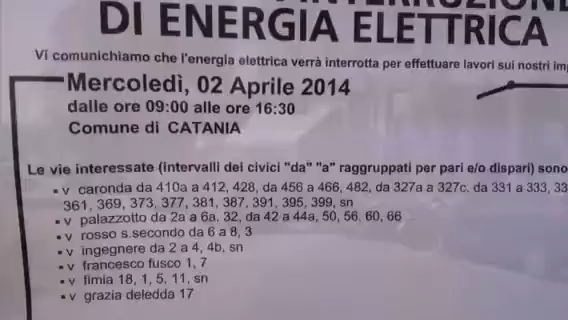 DI ENERGIA ELETTRICA
Vi comunichiamo che l'energia elettrica verrà interrotta per effettuare lavori sui nostri
Mercoledì, 02 Aprile 2014
dalle ore 09:00 alle ore 16:30
Comune di CATANIA
Le vie interessate (intervalli dei civici "da" "a" raggruppati per pari e/o dispari) sono
▪ v caronda da 410a a 412, 428, da 456 a 466, 482, da 327a a 327c. da 331 a 333,
361, 369, 373, 377, 381, 387, 391, 395, 399, sn
▪ v palazzotto da 2a a 6a, 32, da 42 a 44a, 50, 56, 60, 66
▪ v rosso s.secondo da 6 a 8, 3
▪ v ingegnere da 2 a 4, 4b, sn
▪ v francesco fusco 1, 7
▪ v fimia 18, 1, 5, 11, sn
▪ v grazia deledda 17